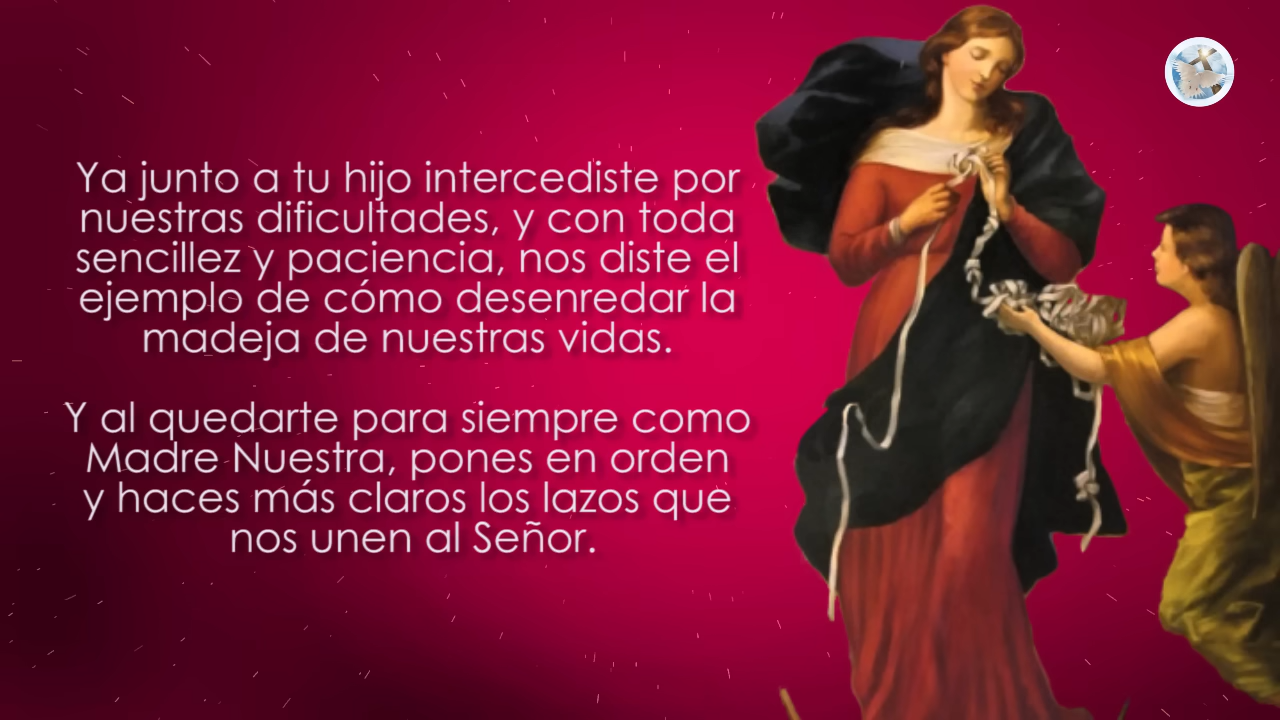 Ya junto a tu hijo intercediste por
nuestras dificultades, y con toda
sencillez y paciencia, nos diste el
ejemplo de cómo desenredar la
madeja de nuestras vidas.
Y al quedarte para siempre como
Madre Nuestra, pones en orden
y haces más claros los lazos que
nos unen al Señor.